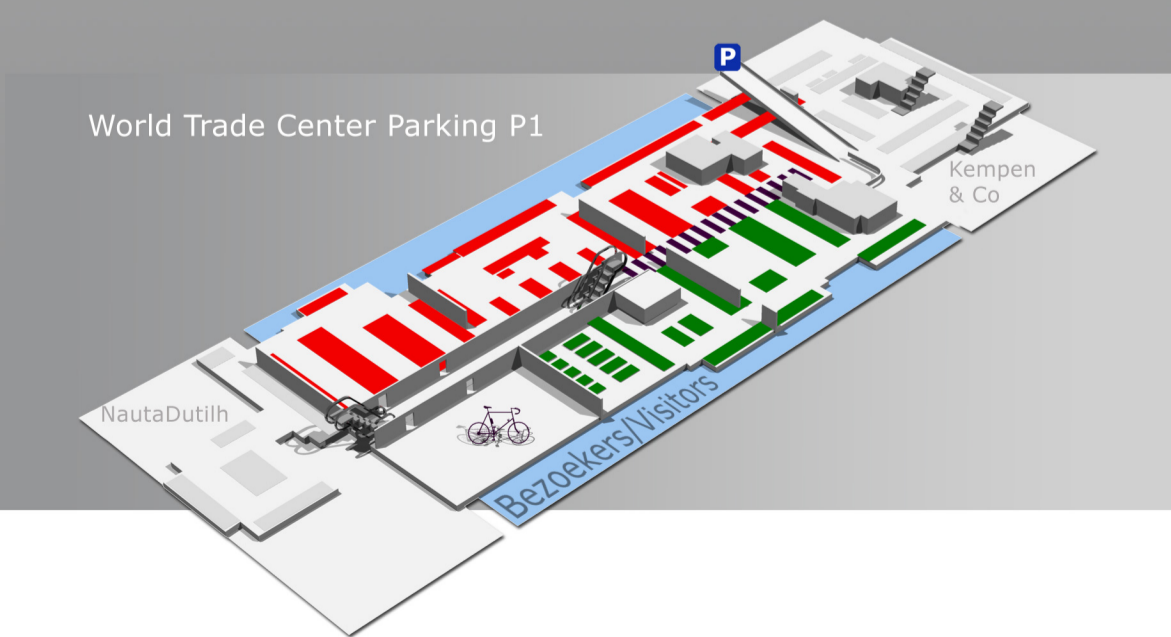 P
World Trade Center Parking P1
Kempen
& Co
NautaDutilh
Bezoekers/Visitors